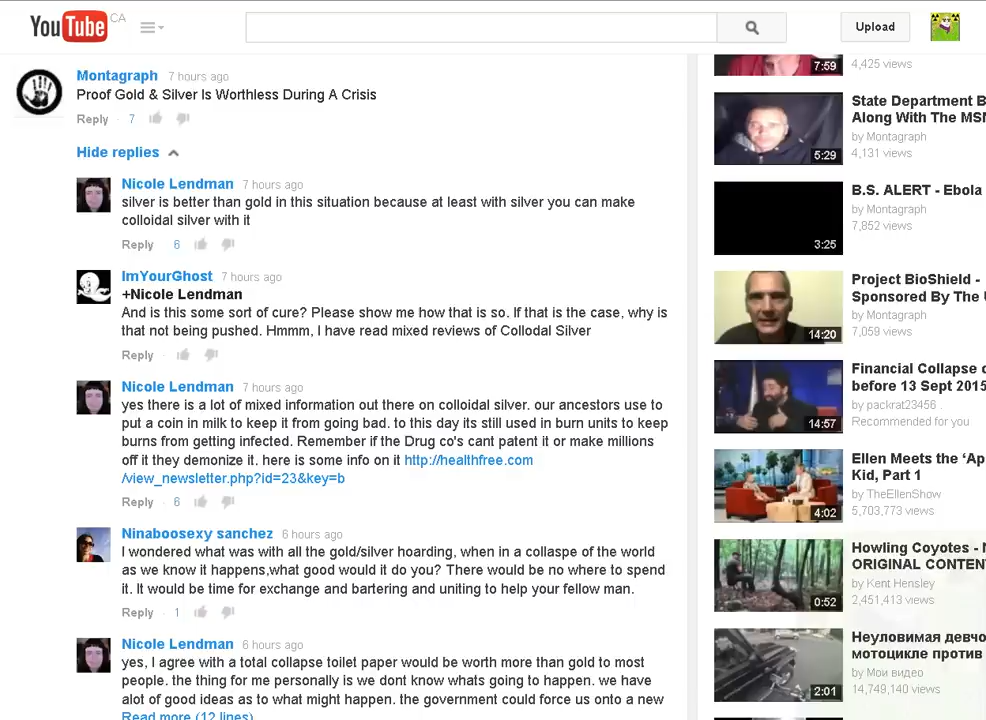 YouTube CA
Upload
Montagraph 7 hours ago
Proof Gold & Silver Is Worthless During A Crisis
Reply · 7
Hide replies
Nicole Lendman 7 hours ago
silver is better than gold in this situation because at least with silver you can make
colloidal silver with it
Reply · 6
ImYourGhost 7 hours ago
+Nicole Lendman
And is this some sort of cure? Please show me how that is so. If that is the case, why is
that not being pushed. Hmmm, I have read mixed reviews of Collodal Silver
Reply ·
Nicole Lendman 7 hours ago
yes there is a lot of mixed information out there on colloidal silver. our ancestors use to
put a coin in milk to keep it from going bad. to this day its still used in burn units to keep
burns from getting infected. Remember if the Drug co's cant patent it or make millions
off it they demonize it. here is some info on it http://healthfree.com
/view_newsletter.php?id=23&key=b
Reply · 6
Ninaboosexy sanchez 6 hours ago
I wondered what was with all the gold/silver hoarding, when in a collaspe of the world
as we know it happens,what good would it do you? There would be no where to spend
it. It would be time for exchange and bartering and uniting to help your fellow man.
Reply · 1
Nicole Lendman 6 hours ago
yes, I agree with a total collapse toilet paper would be worth more than gold to most
people. the thing for me personally is we dont know whats going to happen. we have
alot of good ideas as to what might happen. the government could force us onto a new
Read more (12 lines)
7:59
4,425 views
State Department B
Along With The MSN
by Montagraph
4,131 views
5:29
B.S. ALERT - Ebola
by Montagraph
7,852 views
3:25
Project BioShield -
Sponsored By The U
by Montagraph
7,059 views
14:20
Financial Collapse
before 13 Sept 2015
by packrat23456 .
Recommended for you
14:57
Ellen Meets the ‘Ap
Kid, Part 1
by TheEllenShow
5,703,773 views
4:02
Howling Coyotes -
ORIGINAL CONTEN
by Kent Hensley
2,451,413 views
0:52
Неуловимая девчо
мотоцикле против
by Мои видео
14,749,140 views
2:01